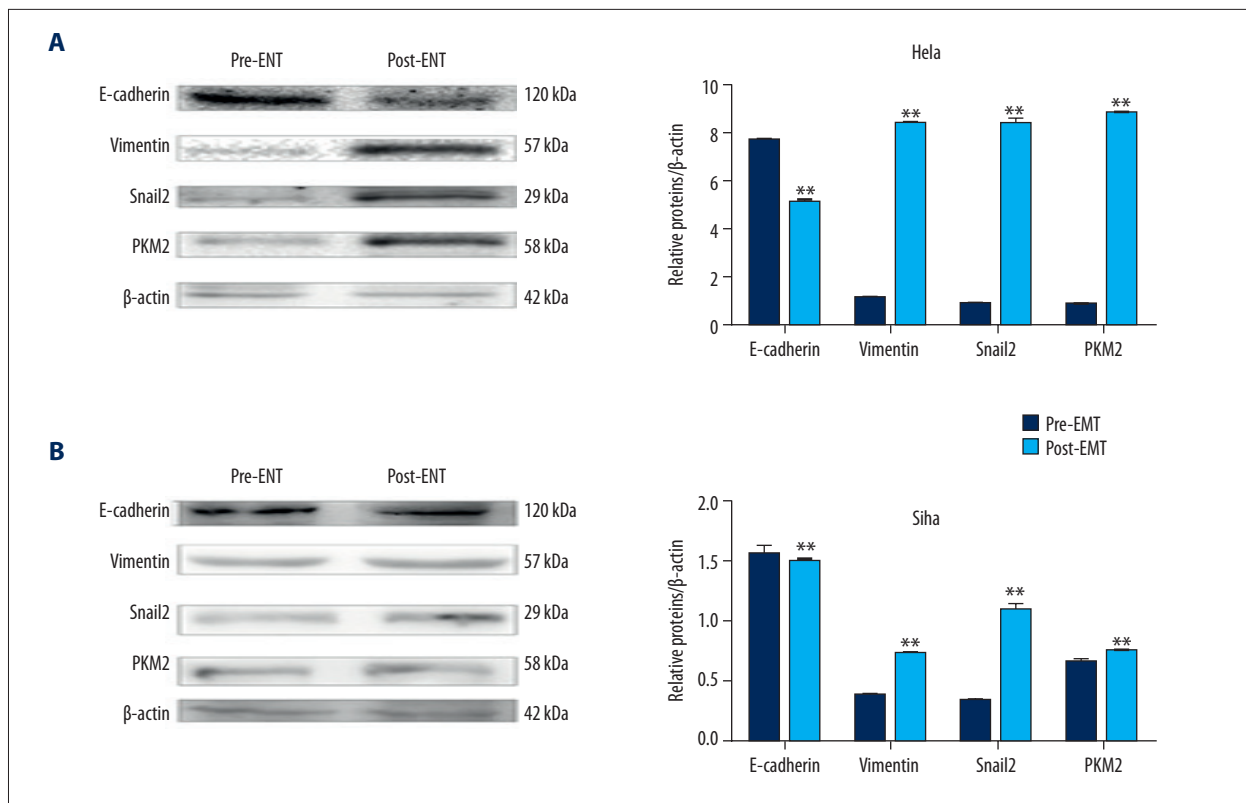 A
Pre-ENT Post-ENT
E-cadherin 120 kDa
Vimentin 57 kDa
Snail2 29 kDa
PKM2 58 kDa
β-actin 42 kDa
Hela
Relative proteins/β-actin
10
8
6
4
2
0
** ** ** **
E-cadherin Vimentin Snail2 PKM2
Pre-EMT
Post-EMT
B
Pre-ENT Post-ENT
E-cadherin 120 kDa
Vimentin 57 kDa
Snail2 29 kDa
PKM2 58 kDa
β-actin 42 kDa
Siha
Relative proteins/β-actin
2.0
1.5
1.0
0.5
0.0
** ** ** **
E-cadherin Vimentin Snail2 PKM2